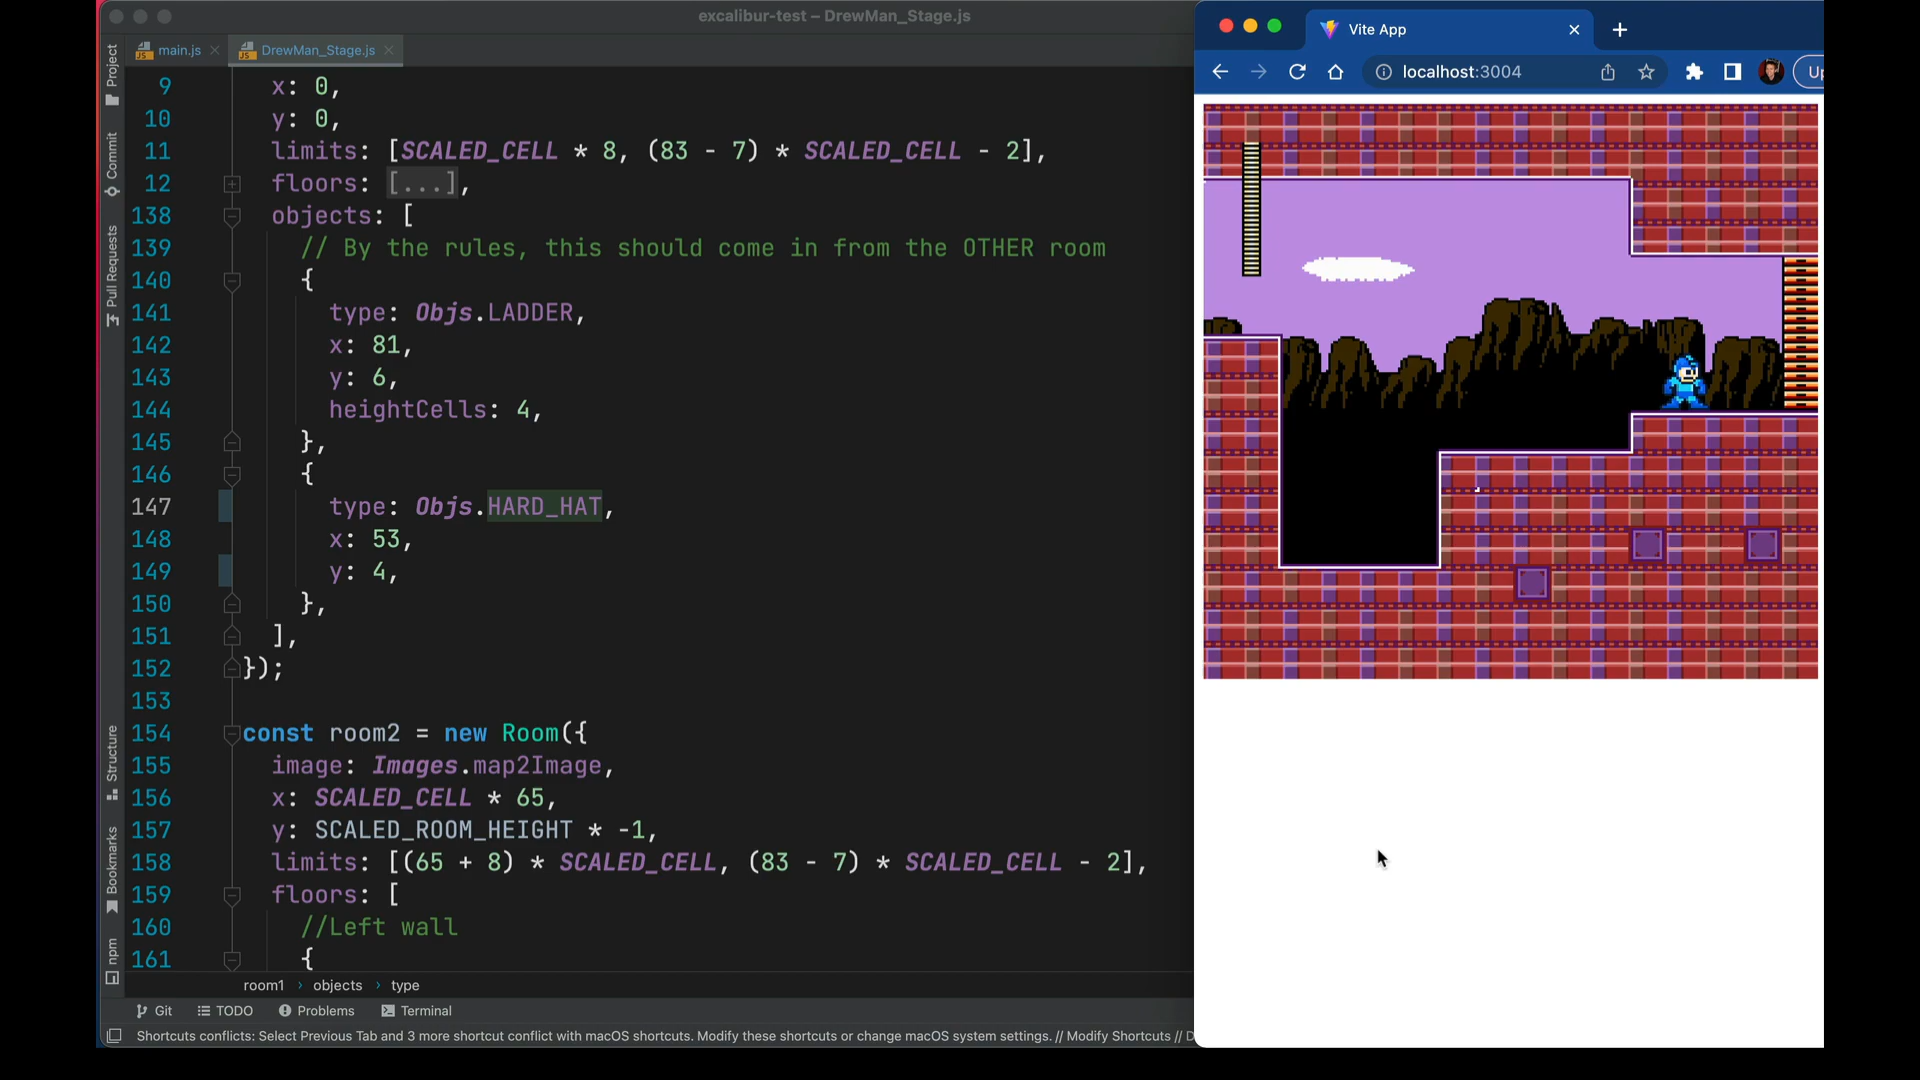 excalibur-test – DrewMan_Stage.js
main.js
DrewMan_Stage.js
Project
Commit
Pull Requests
Structure
Bookmarks
npm
9 x: 0,
10 y: 0,
11 limits: [SCALED_CELL * 8, (83 - 7) * SCALED_CELL - 2],
12 floors: [...],
138 objects: [
139 // By the rules, this should come in from the OTHER room
140 {
141 type: Objs.LADDER,
142 x: 81,
143 y: 6,
144 heightCells: 4,
145 },
146 {
147 type: Objs.HARD_HAT,
148 x: 53,
149 y: 4,
150 },
151 ],
152 });
153
154 const room2 = new Room({
155 image: Images.map2Image,
156 x: SCALED_CELL * 65,
157 y: SCALED_ROOM_HEIGHT * -1,
158 limits: [(65 + 8) * SCALED_CELL, (83 - 7) * SCALED_CELL - 2],
159 floors: [
160 //Left wall
161 {
room1 › objects › type
Git TODO Problems Terminal
Shortcuts conflicts: Select Previous Tab and 3 more shortcut conflict with macOS shortcuts. Modify these shortcuts or change macOS system settings. // Modify Shortcuts // D
Vite App
localhost:3004
Up